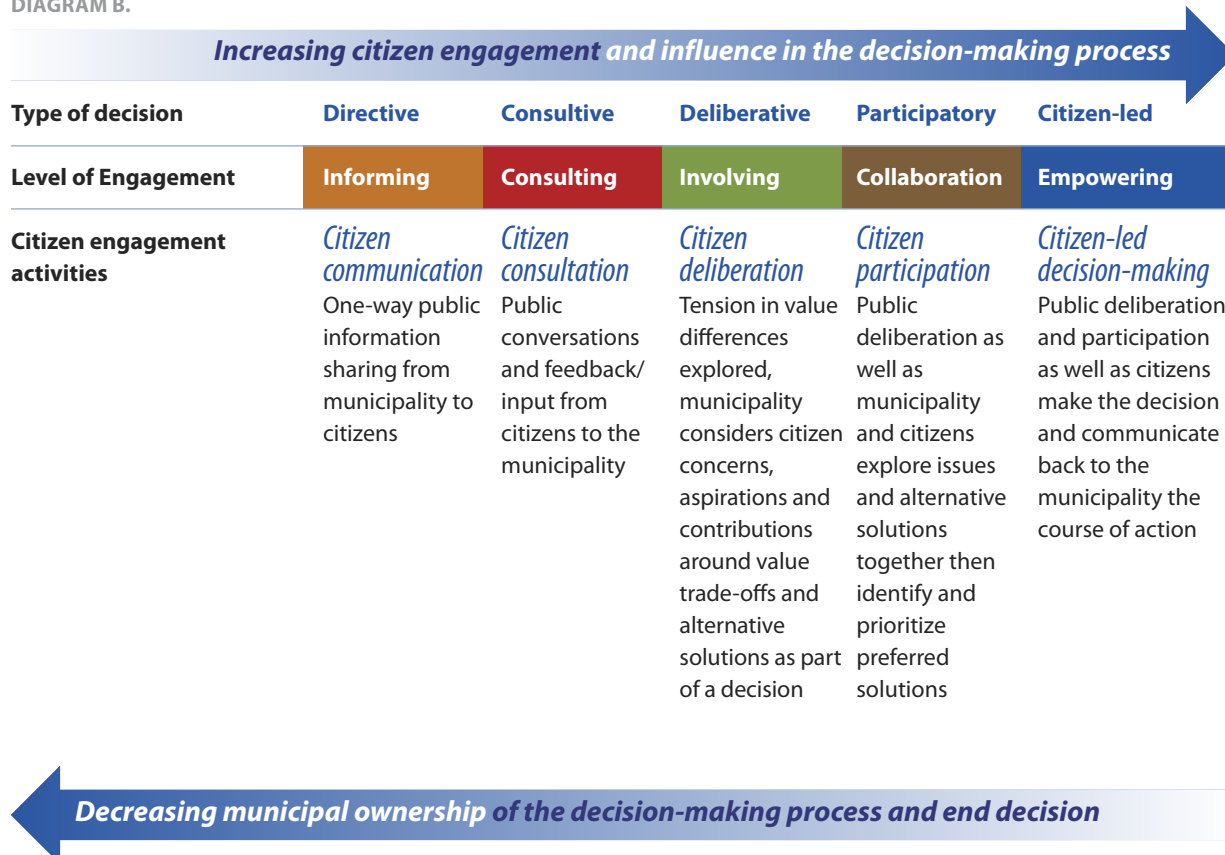 DIAGRAM B.
Increasing citizen engagement and influence in the decision-making process
Type of decision
Directive
Consultive
Deliberative
Participatory
Citizen-led
Level of Engagement
Informing
Consulting
Involving
Collaboration
Empowering
Citizen engagement
activities
Citizen
communication
One-way public
information
sharing from
municipality to
citizens
Citizen
consultation
Public
conversations
and feedback/
input from
citizens to the
municipality
Citizen
deliberation
Tension in value
differences
explored,
municipality
considers citizen
concerns,
aspirations and
contributions
around value
trade-offs and
alternative
solutions as part
of a decision
Citizen
participation
Public
deliberation as
well as
municipality
and citizens
explore issues
and alternative
solutions
together then
identify and
prioritize
preferred
solutions
Citizen-led
decision-making
Public deliberation
and participation
as well as citizens
make the decision
and communicate
back to the
municipality the
course of action
Decreasing municipal ownership of the decision-making process and end decision